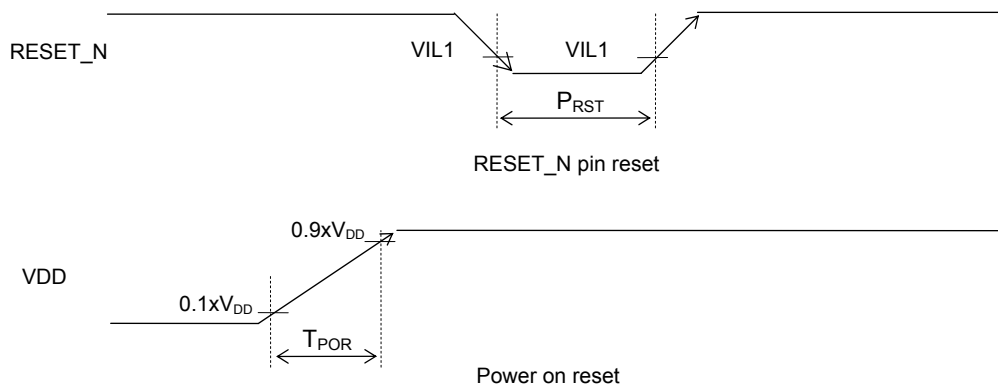 RESET_N
VIL1
VIL1
PRST
RESET_N pin reset
0.9xVDD
VDD
0.1xVDD
TPOR
Power on reset